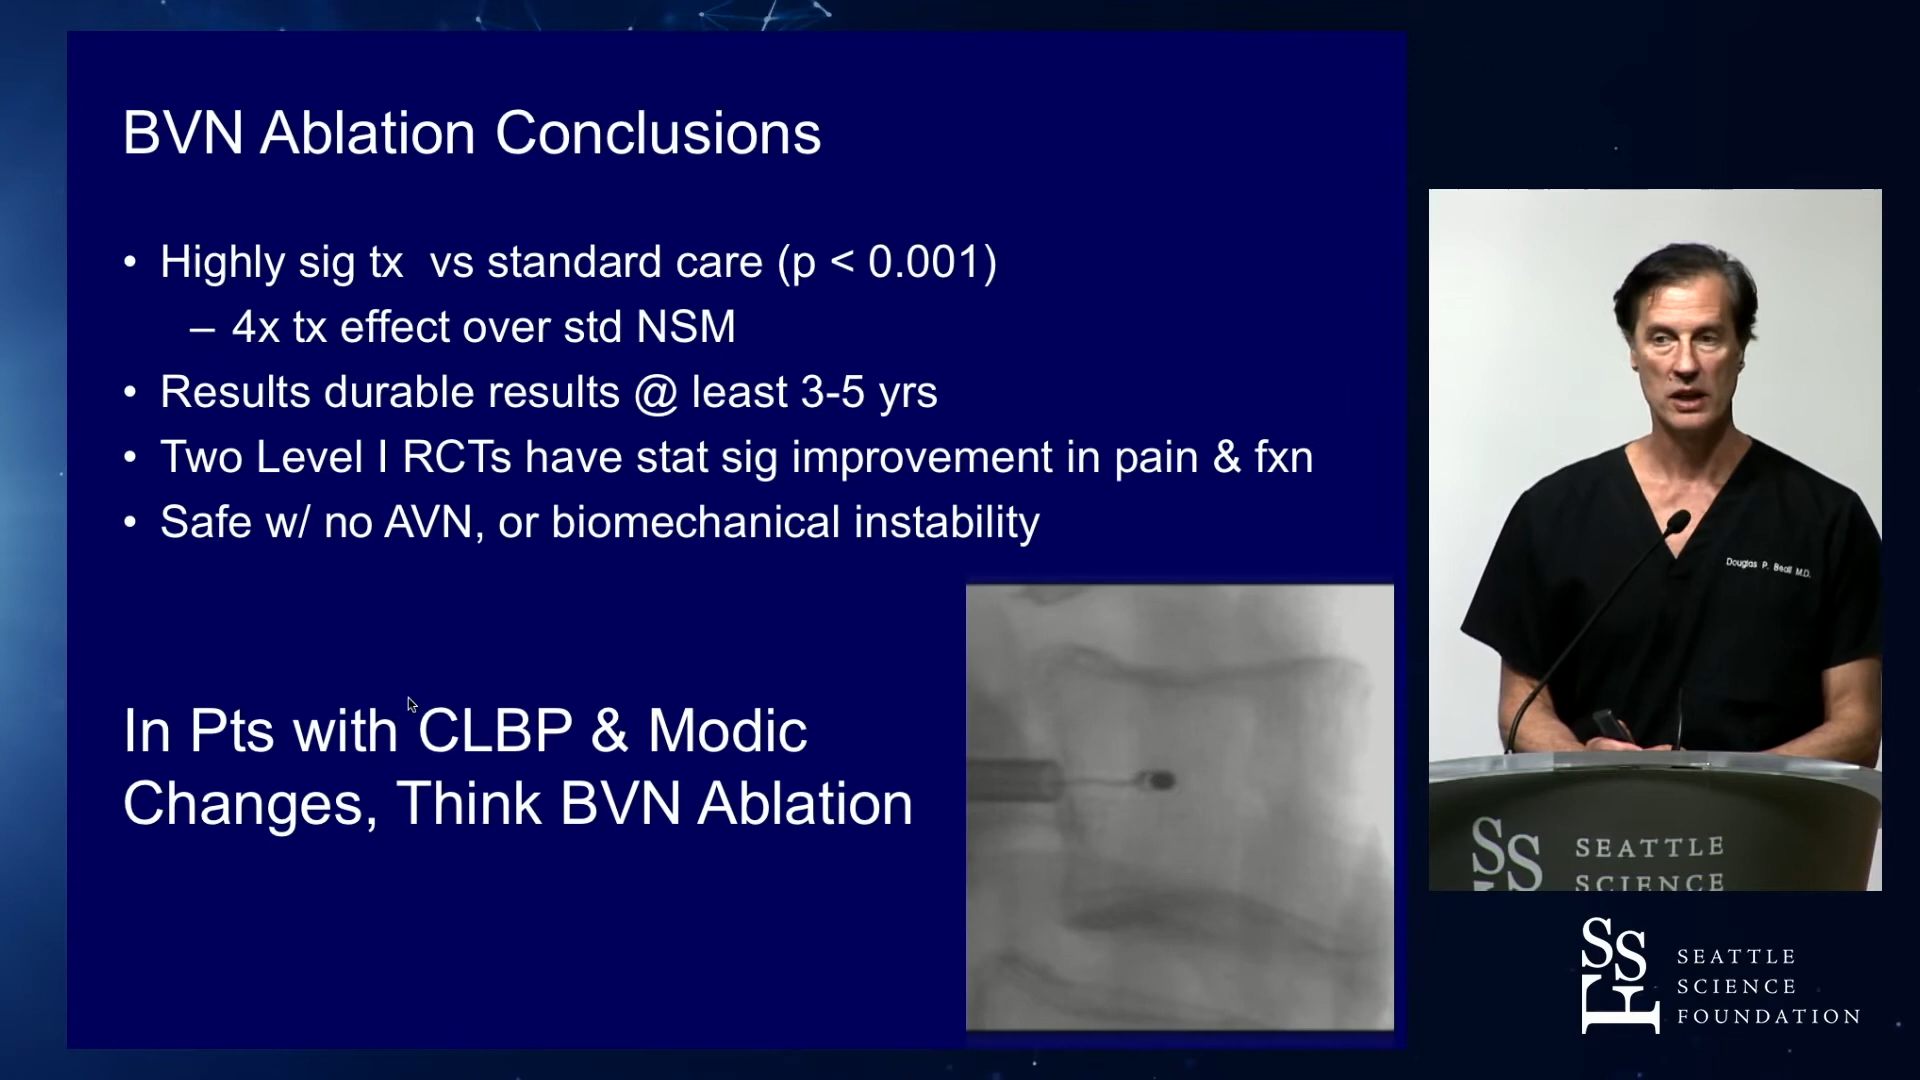 BVN Ablation Conclusions
• Highly sig tx vs standard care (p < 0.001)
– 4x tx effect over std NSM
• Results durable results @ least 3-5 yrs
• Two Level I RCTs have stat sig improvement in pain & fxn
• Safe w/ no AVN, or biomechanical instability
In Pts with CLBP & Modic
Changes, Think BVN Ablation
Douglas P. Beall M.D.
SS
SEATTLE
SCIENCE
SSF
SEATTLE
SCIENCE
FOUNDATION